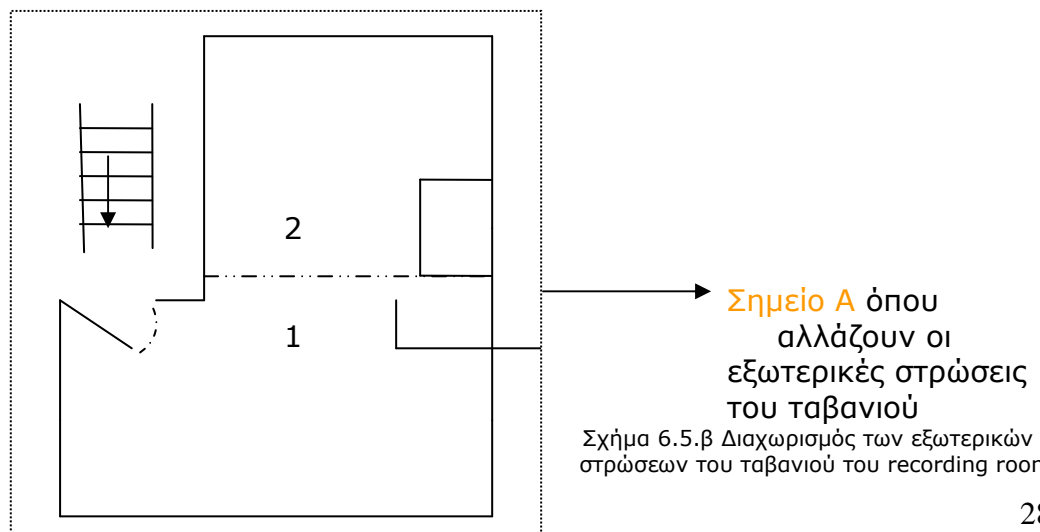 2
1
Σημείο Α όπου
αλλάζουν οι
εξωτερικές στρώσεις
του ταβανιού
Σχήμα 6.5.β Διαχωρισμός των εξωτερικών
στρώσεων του ταβανιού του recording
28